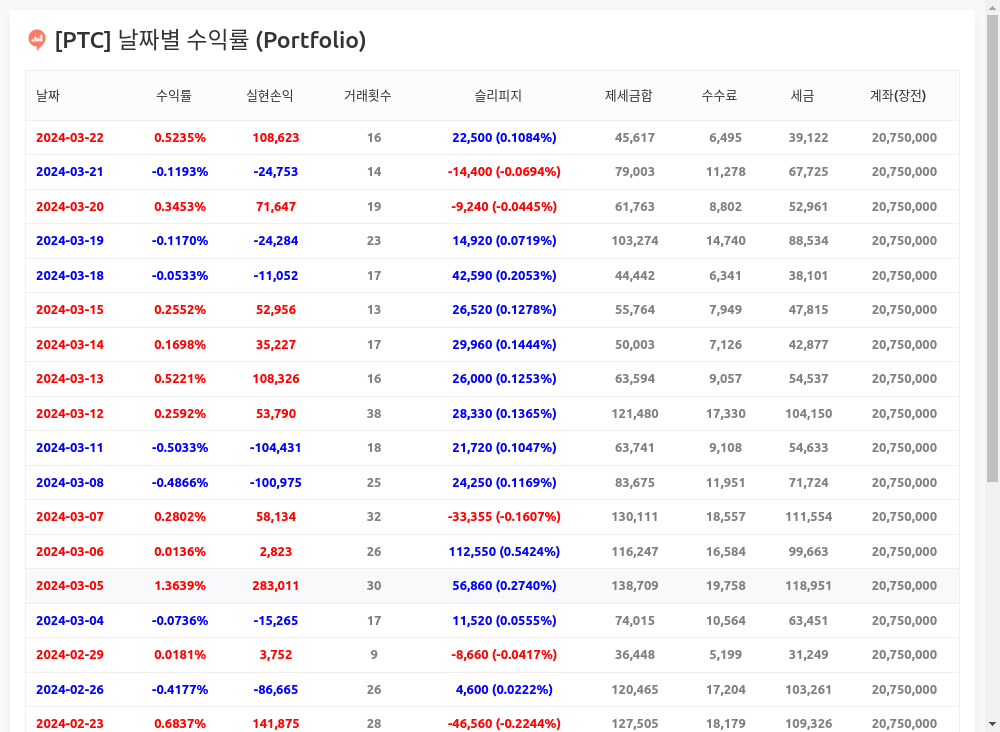 [PTC] 날짜별 수익률 (Portfolio)
날짜 수익률 실현손익 거래횟수 슬리피지 제세금합 수수료 세금 계좌(장전)
2024-03-22 0.5235% 108,623 16 22,500 (0.1084%) 45,617 6,495 39,122 20,750,000
2024-03-21 -0.1193% -24,753 14 -14,400 (-0.0694%) 79,003 11,278 67,725 20,750,000
2024-03-20 0.3453% 71,647 19 -9,240 (-0.0445%) 61,763 8,802 52,961 20,750,000
2024-03-19 -0.1170% -24,284 23 14,920 (0.0719%) 103,274 14,740 88,534 20,750,000
2024-03-18 -0.0533% -11,052 17 42,590 (0.2053%) 44,442 6,341 38,101 20,750,000
2024-03-15 0.2552% 52,956 13 26,520 (0.1278%) 55,764 7,949 47,815 20,750,000
2024-03-14 0.1698% 35,227 17 29,960 (0.1444%) 50,003 7,126 42,877 20,750,000
2024-03-13 0.5221% 108,326 16 26,000 (0.1253%) 63,594 9,057 54,537 20,750,000
2024-03-12 0.2592% 53,790 38 28,330 (0.1365%) 121,480 17,330 104,150 20,750,000
2024-03-11 -0.5033% -104,431 18 21,720 (0.1047%) 63,741 9,108 54,633 20,750,000
2024-03-08 -0.4866% -100,975 25 24,250 (0.1169%) 83,675 11,951 71,724 20,750,000
2024-03-07 0.2802% 58,134 32 -33,355 (-0.1607%) 130,111 18,557 111,554 20,750,000
2024-03-06 0.0136% 2,823 26 112,550 (0.5424%) 116,247 16,584 99,663 20,750,000
2024-03-05 1.3639% 283,011 30 56,860 (0.2740%) 138,709 19,758 118,951 20,750,000
2024-03-04 -0.0736% -15,265 17 11,520 (0.0555%) 74,015 10,564 63,451 20,750,000
2024-02-29 0.0181% 3,752 9 -8,660 (-0.0417%) 36,448 5,199 31,249 20,750,000
2024-02-26 -0.4177% -86,665 26 4,600 (0.0222%) 120,465 17,204 103,261 20,750,000
2024-02-23 0.6837% 141,875 28 -46,560 (-0.2244%) 127,505 18,179 109,326 20,750,000